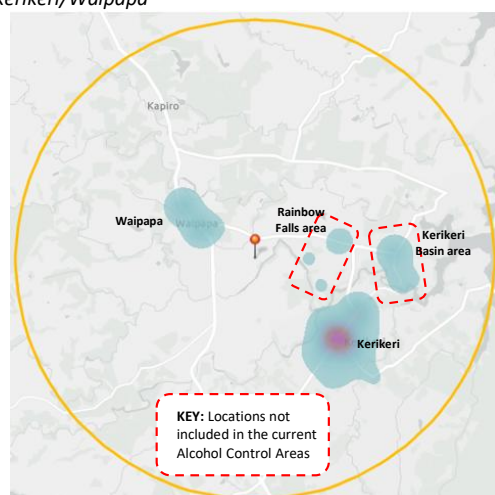 Kerikeri/Waipapa
Kapiro
Waipapa
Waipapa
Rainbow
Falls area
Kerikeri
Basin area
Kerikeri
KEY: Locations not
included in the current
Alcohol Control Areas